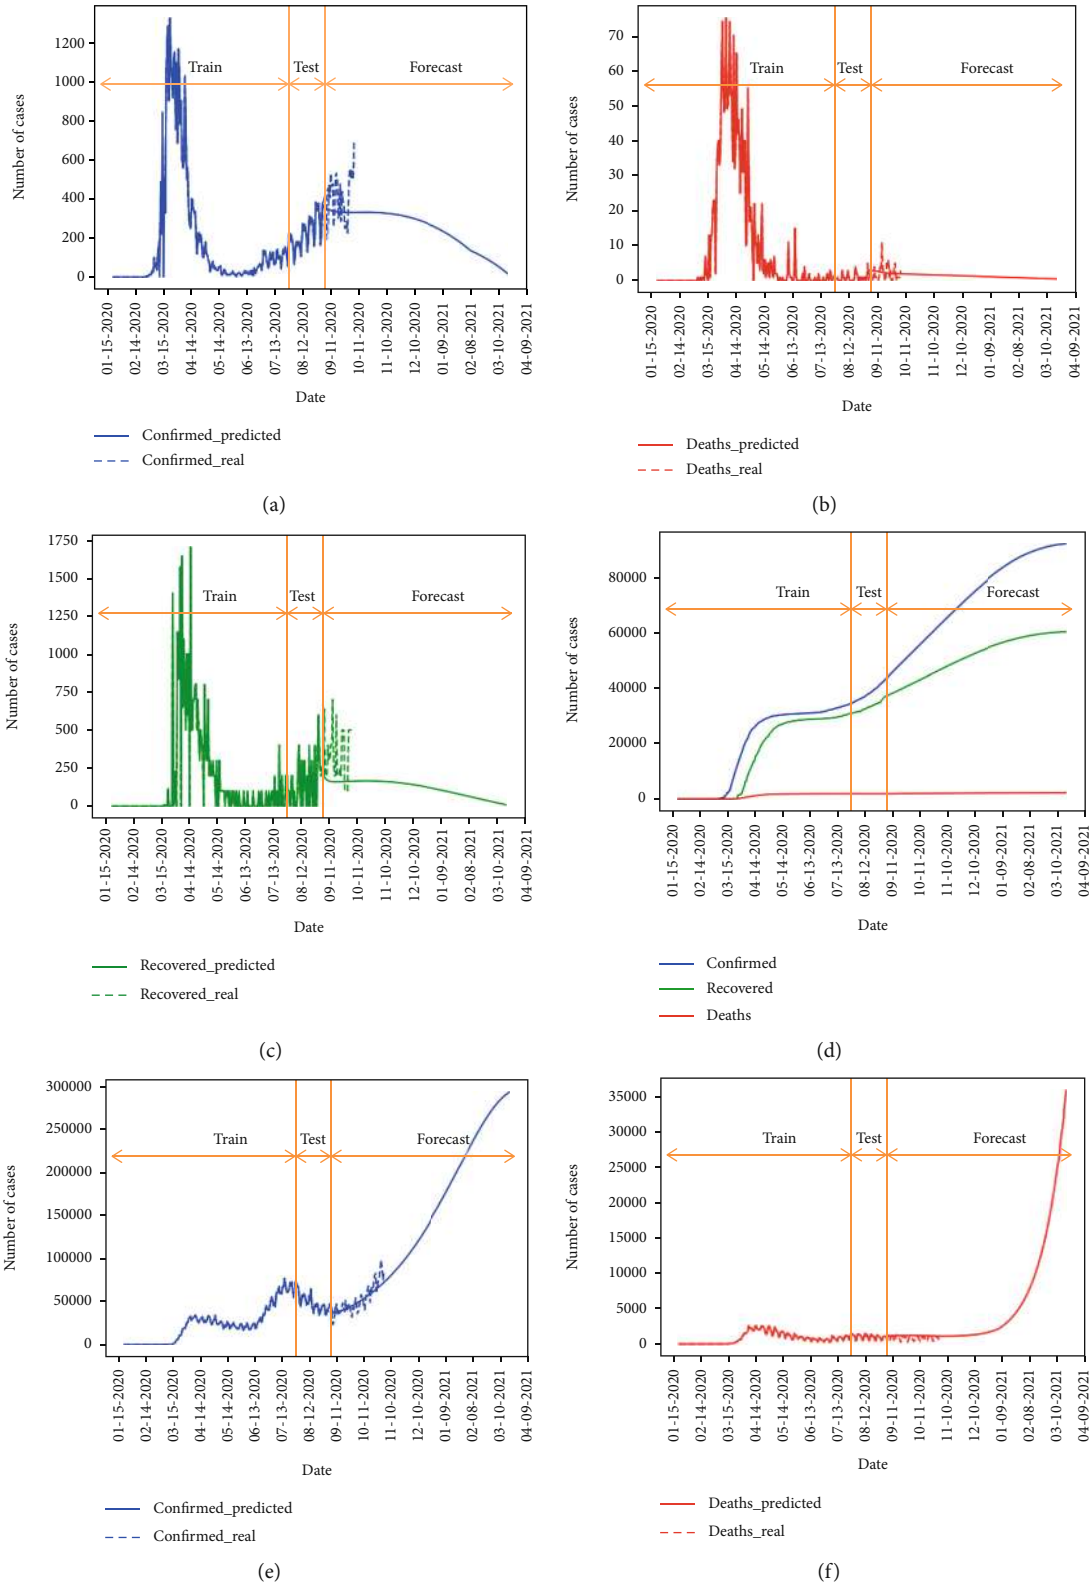 Number of cases
1200
1000
800
600
400
200
0
Train
Test
Forecast
01-15-2020
02-14-2020
03-15-2020
04-14-2020
05-14-2020
06-13-2020
07-13-2020
08-12-2020
09-11-2020
10-11-2020
11-10-2020
12-10-2020
01-09-2021
02-08-2021
03-10-2021
04-09-2021
Date
Confirmed_predicted
Confirmed_real
(a)
Number of cases
70
60
50
40
30
20
10
0
Train
Test
Forecast
01-15-2020
02-14-2020
03-15-2020
04-14-2020
05-14-2020
06-13-2020
07-13-2020
08-12-2020
09-11-2020
10-11-2020
11-10-2020
12-10-2020
01-09-2021
02-08-2021
03-10-2021
04-09-2021
Date
Deaths_predicted
Deaths_real
(b)
Number of cases
1750
1500
1250
1000
750
500
250
0
Train
Test
Forecast
01-15-2020
02-14-2020
03-15-2020
04-14-2020
05-14-2020
06-13-2020
07-13-2020
08-12-2020
09-11-2020
10-11-2020
11-10-2020
12-10-2020
01-09-2021
02-08-2021
03-10-2021
04-09-2021
Date
Recovered_predicted
Recovered_real
(c)
Number of cases
80000
60000
40000
20000
0
Train
Test
Forecast
01-15-2020
02-14-2020
03-15-2020
04-14-2020
05-14-2020
06-13-2020
07-13-2020
08-12-2020
09-11-2020
10-11-2020
11-10-2020
12-10-2020
01-09-2021
02-08-2021
03-10-2021
04-09-2021
Date
Confirmed
Recovered
Deaths
(d)
Number of cases
300000
250000
200000
150000
100000
50000
0
Train
Test
Forecast
01-15-2020
02-14-2020
03-15-2020
04-14-2020
05-14-2020
06-13-2020
07-13-2020
08-12-2020
09-11-2020
10-11-2020
11-10-2020
12-10-2020
01-09-2021
02-08-2021
03-10-2021
04-09-2021
Date
Confirmed_predicted
Confirmed_real
(e)
Number of cases
35000
30000
25000
20000
15000
10000
5000
0
Train
Test
Forecast
01-15-2020
02-14-2020
03-15-2020
04-14-2020
05-14-2020
06-13-2020
07-13-2020
08-12-2020
09-11-2020
10-11-2020
11-10-2020
12-10-2020
01-09-2021
02-08-2021
03-10-2021
04-09-2021
Date
Deaths_predicted
Deaths_real
(f)